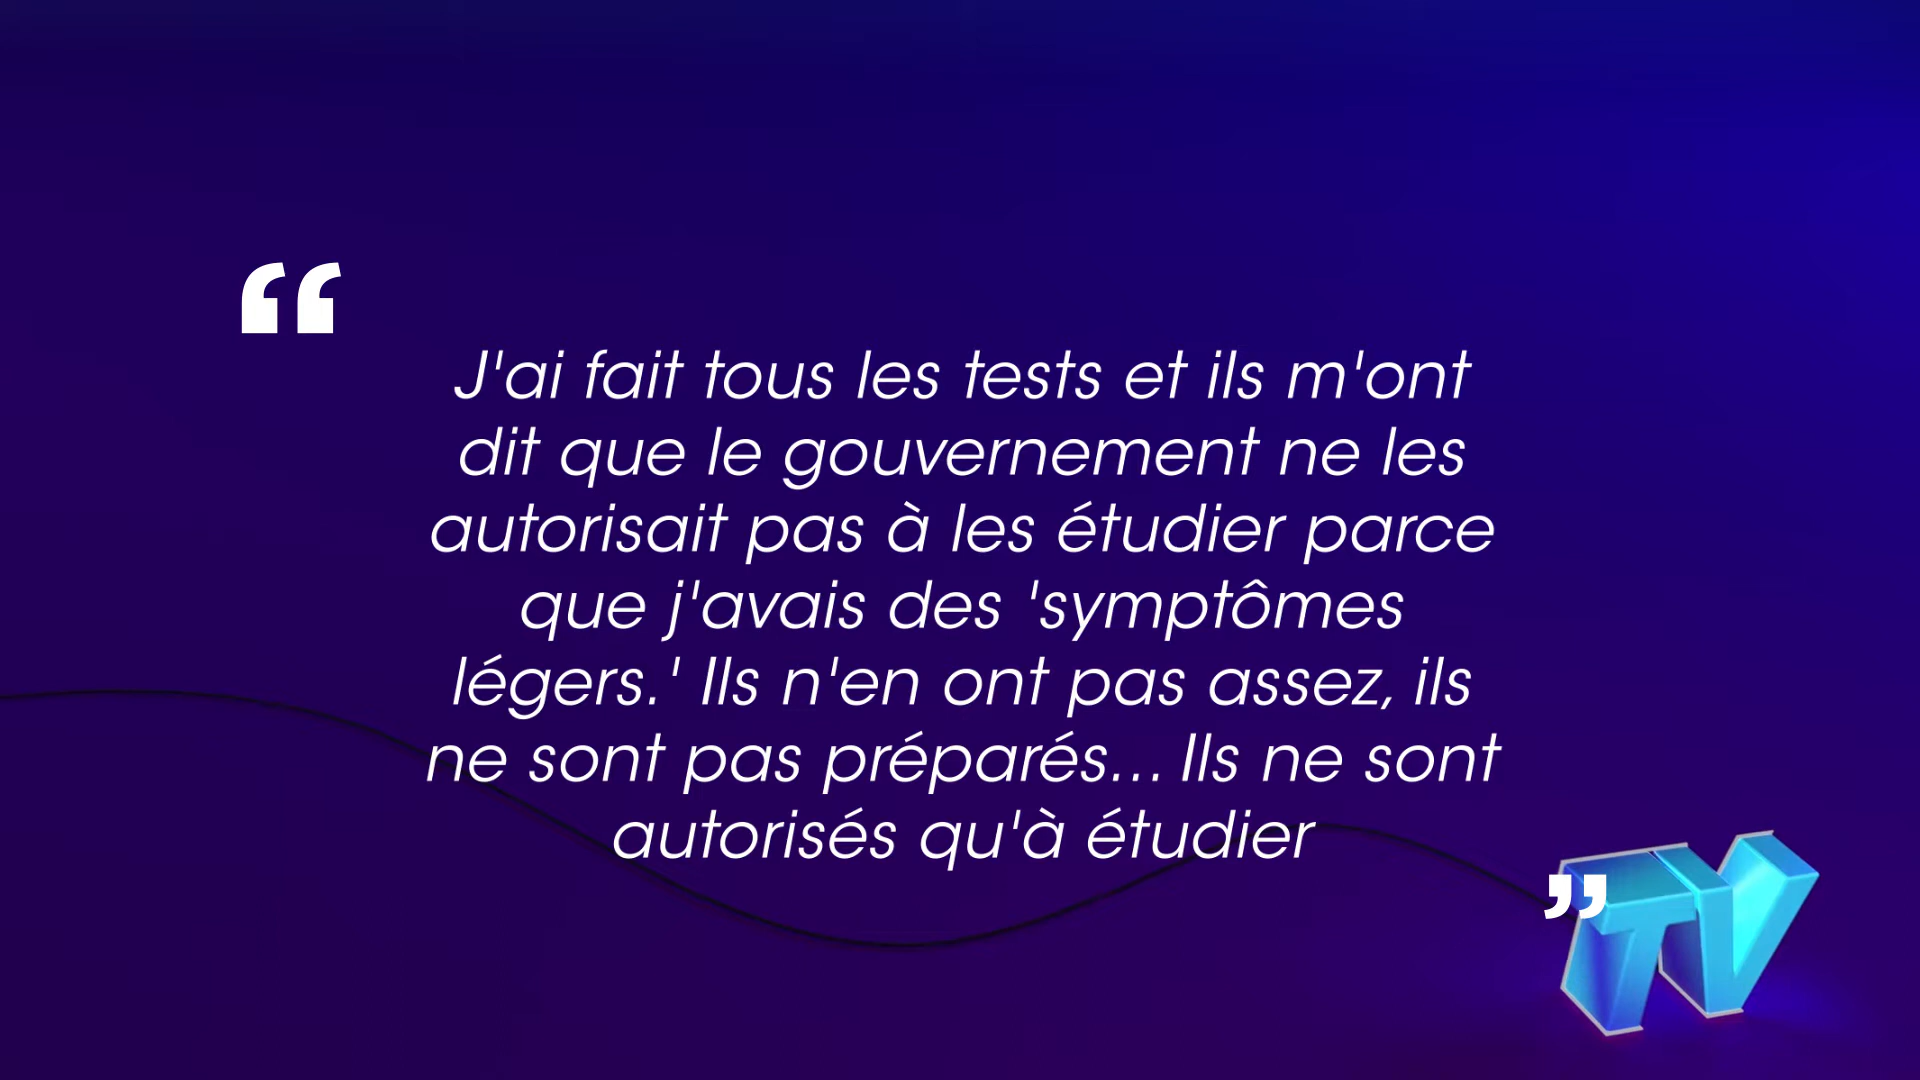 “
J'ai fait tous les tests et ils m'ont
dit que le gouvernement ne les
autorisait pas à les étudier parce
que j'avais des 'symptômes
légers.' Ils n'en ont pas assez, ils
ne sont pas préparés... Ils ne sont
autorisés qu'à étudier
”
TV